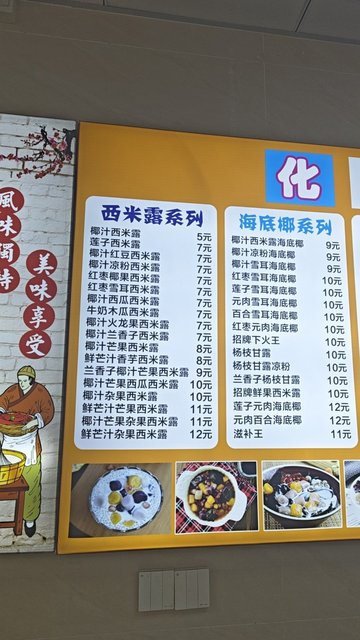 風味獨特
美味享受
化
西米露系列
椰汁西米露 5元
莲子西米露 7元
椰汁红豆西米露 7元
椰汁凉粉西米露 7元
红枣椰果西米露 7元
红枣雪耳西米露 7元
椰汁西瓜西米露 7元
牛奶木瓜西米露 7元
椰汁火龙果西米露 7元
椰汁兰香子西米露 7元
椰汁芒果西米露 8元
鲜芒汁香芋西米露 8元
兰香子椰汁芒果西米露 9元
椰汁芒果西瓜西米露 10元
椰汁杂果西米露 10元
鲜芒汁芒果西米露 11元
椰汁芒果杂果西米露 11元
鲜芒汁杂果西米露 12元
海底椰系列
椰汁西米露海底椰 9元
椰汁凉粉海底椰 9元
椰汁雪耳海底椰 9元
红枣雪耳海底椰 10元
莲子雪耳海底椰 10元
元肉雪耳海底椰 10元
百合雪耳海底椰 10元
红枣元肉海底椰 10元
招牌下火王 10元
杨枝甘露 10元
杨枝甘露凉粉 10元
兰香子杨枝甘露 10元
招牌鲜果西米露 10元
莲子元肉海底椰 12元
元肉百合海底椰 12元
滋补王 11元